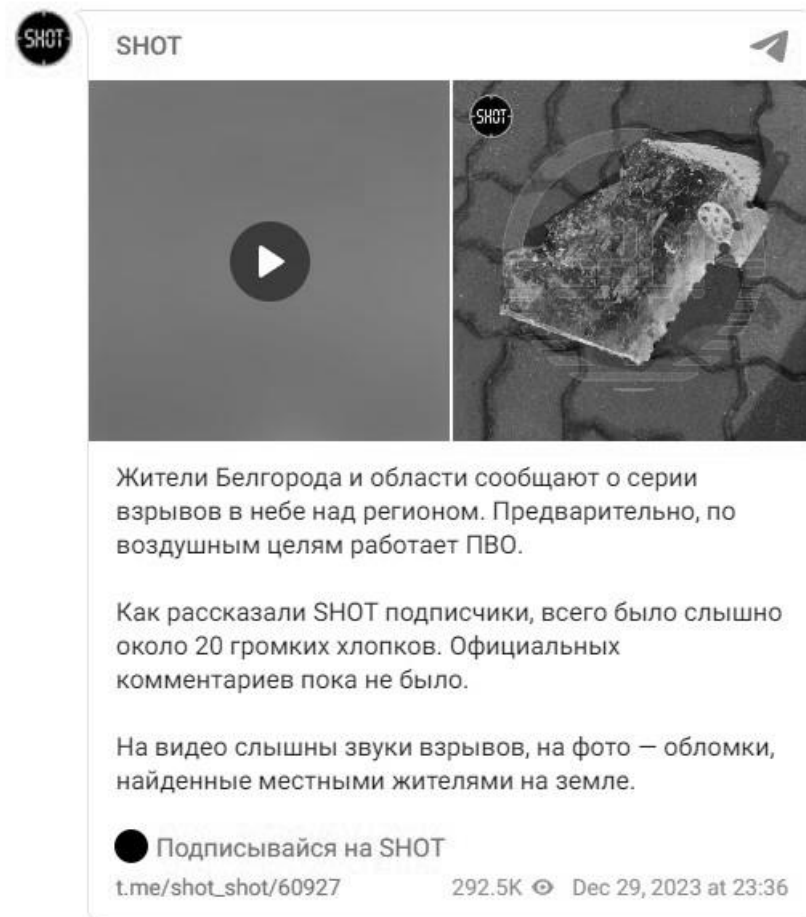 SHOT
SHOT
SHOT
Жители Белгорода и области сообщают о серии
взрывов в небе над регионом. Предварительно, по
воздушным целям работает ПВО.
Как рассказали SHOT подписчики, всего было слышно
около 20 громких хлопков. Официальных
комментариев пока не было.
На видео слышны звуки взрывов, на фото — обломки,
найденные местными жителями на земле.
Подписывайся на SHOT
t.me/shot_shot/60927 292.5K Dec 29, 2023 at 23:36